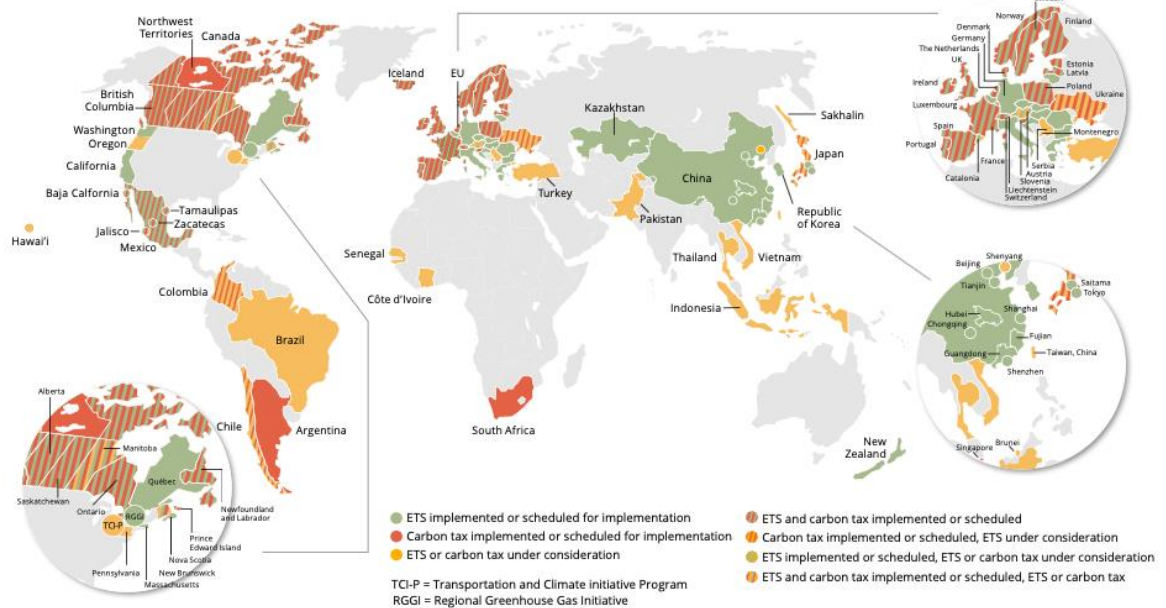 Northwest
Territories
Canada
British
Columbia
Washington
Oregon
California
Baja Calfornia
Tamaulipas
Zacatecas
Jalisco
Mexico
Hawai'i
Colombia
Brazil
Chile
Argentina
Iceland
EU
Kazakhstan
Sakhalin
Japan
China
Turkey
Pakistan
Republic
of Korea
Senegal
Côte d'Ivoire
Thailand
Vietnam
Indonesia
South Africa
New
Zealand
Norway
Finland
Denmark
Germany
The Netherlands
UK
Estonia
Latvia
Ireland
Poland
Ukraine
Luxembourg
Spain
Portugal
Montenegro
France
Serbia
Austria
Slovenia
Catalonia
Liechtenstein
Switzerland
Shenyang
Beijing
Tianjin
Saitama
Tokyo
Hubei
Shanghai
Chongqing
Fujian
Guangdong
Taiwan, China
Shenzhen
Singapore
Brunei
Alberta
Manitoba
Québec
Saskatchewan
Ontario
TCI-P
RGGI
Newfoundland
and Labrador
Prince
Edward Island
Nova Scotia
Pennsylvania
New Brunswick
Massachusetts
ETS implemented or scheduled for implementation
Carbon tax implemented or scheduled for implementation
ETS or carbon tax under consideration
TCI-P = Transportation and Climate initiative Program
RGGI = Regional Greenhouse Gas Initiative
ETS and carbon tax implemented or scheduled
Carbon tax implemented or scheduled, ETS under consideration
ETS implemented or scheduled, ETS or carbon tax under consideration
ETS and carbon tax implemented or scheduled, ETS or carbon tax